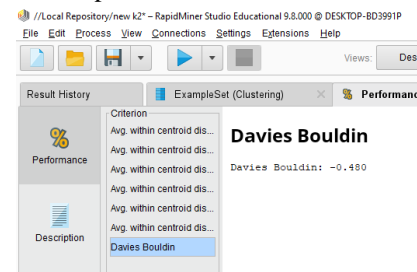 //Local Repository/new k2* – RapidMiner Studio Educational 9.8.000 @ DESKTOP-BD3991P
File Edit Process View Connections Settings Extensions Help
Views: Des
Result History
ExampleSet (Clustering)
% Performanc
Criterion
Avg. within centroid dis...
Avg. within centroid dis...
Avg. within centroid dis...
Avg. within centroid dis...
Avg. within centroid dis...
Avg. within centroid dis...
Davies Bouldin
%
Performance
Description
Davies Bouldin
Davies Bouldin: -0.480